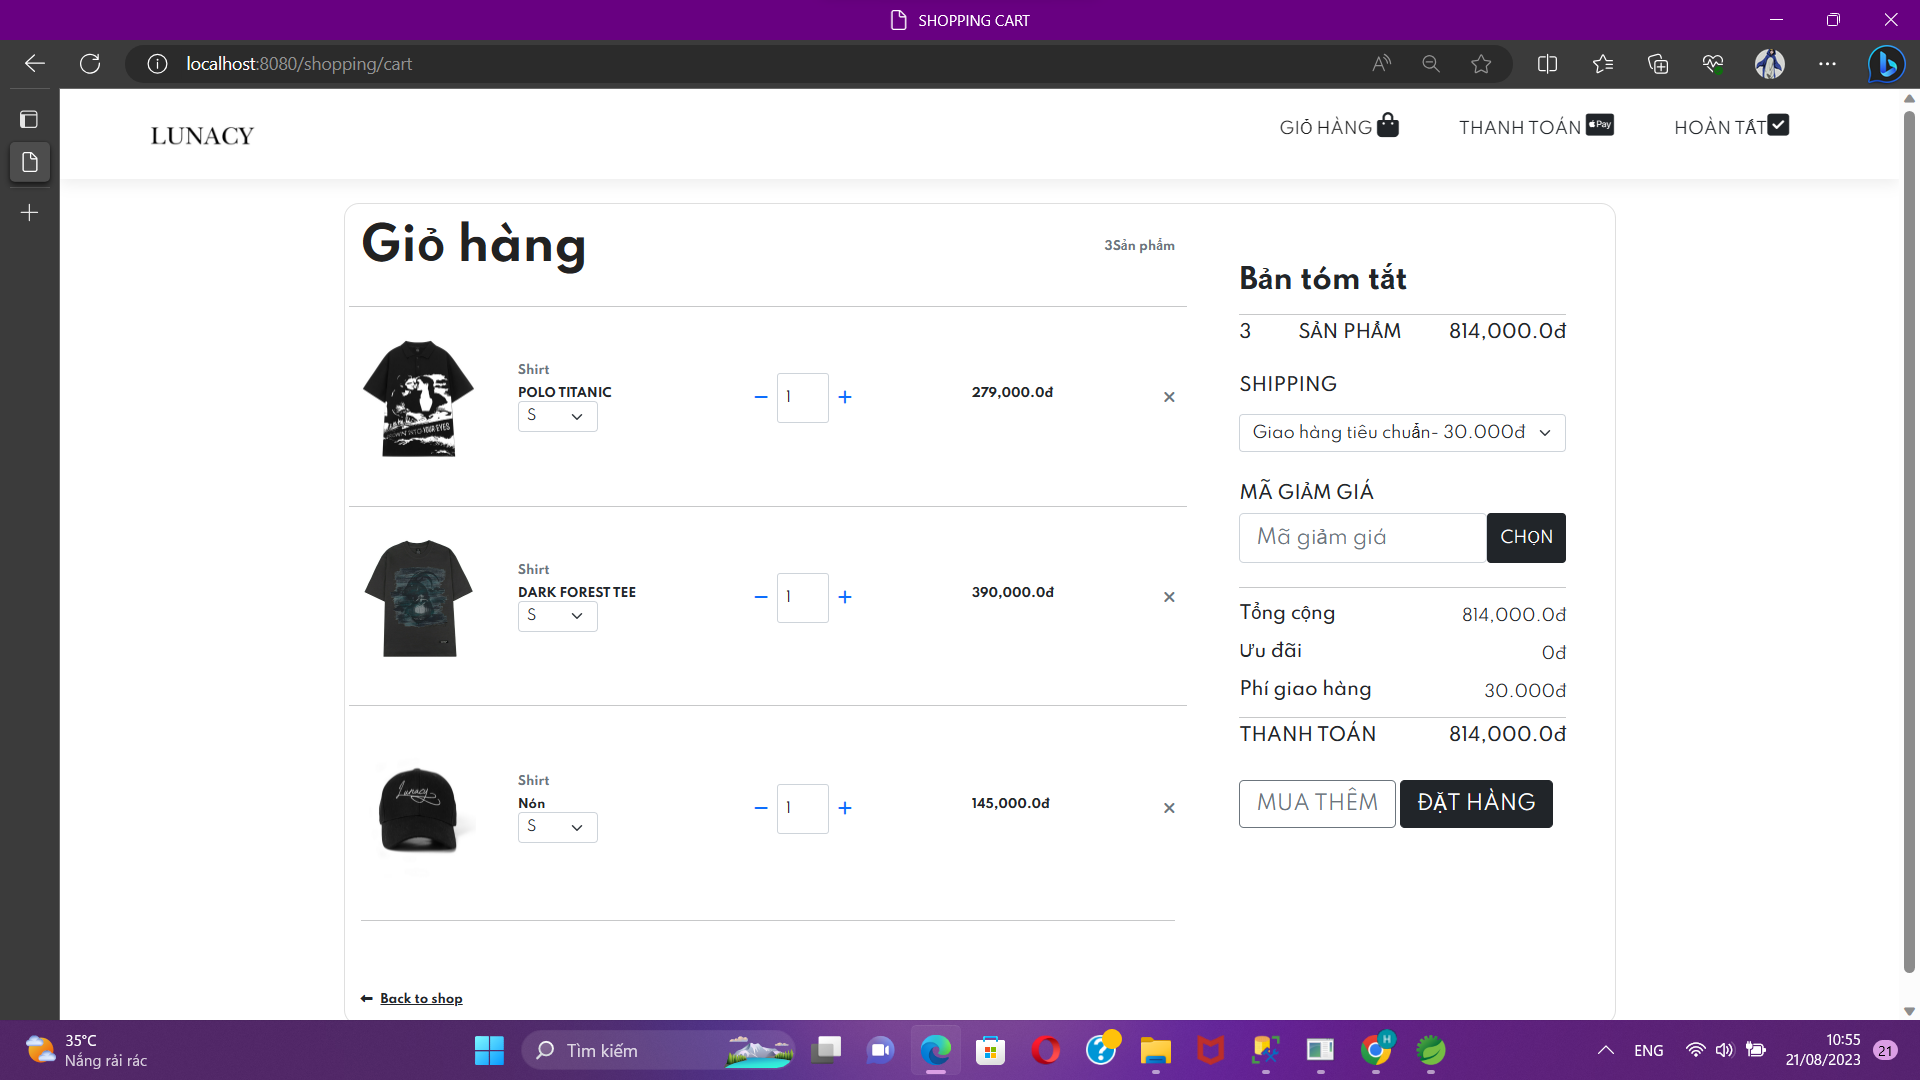 SHOPPING CART
localhost:8080/shopping/cart
LUNACY
GIỎ HÀNG
THANH TOÁN
Pay
HOÀN TẤT
Giỏ hàng
3Sản phẩm
Shirt
POLO TITANIC
S
1
279,000.0đ
Shirt
DARK FOREST TEE
S
1
390,000.0đ
Lunacy
Shirt
Nón
S
1
145,000.0đ
Back to shop
Bản tóm tắt
3 SẢN PHẨM 814,000.0đ
SHIPPING
Giao hàng tiêu chuẩn- 30.000đ
MÃ GIẢM GIÁ
Mã giảm giá
CHỌN
Tổng cộng 814,000.0đ
Ưu đãi 0đ
Phí giao hàng 30.000đ
THANH TOÁN 814,000.0đ
MUA THÊM
ĐẶT HÀNG
35°C
Nắng rải rác
Tìm kiếm
H
ENG
10:55
21/08/2023
21